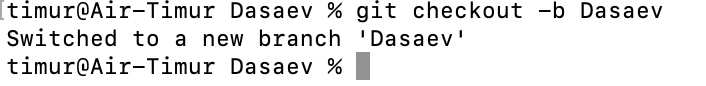 timur@Air-Timur Dasaev % git checkout -b Dasaev
Switched to a new branch 'Dasaev'
timur@Air-Timur Dasaev %